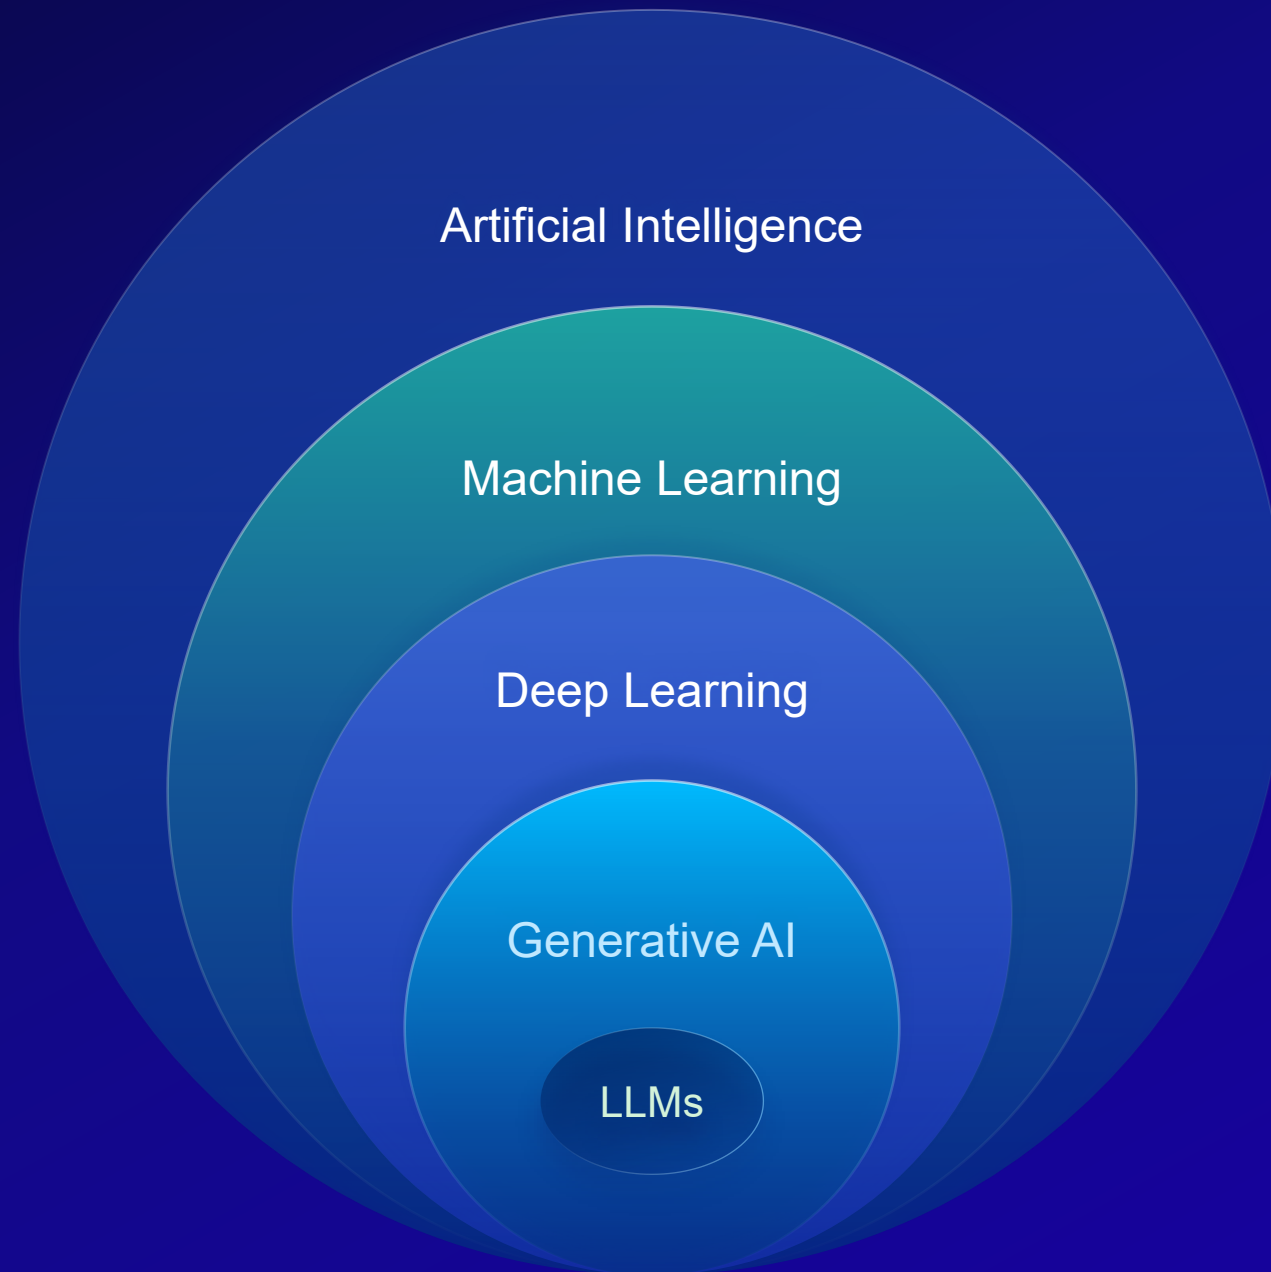 Artificial Intelligence
Machine Learning
Deep Learning
Generative AI
LLMs